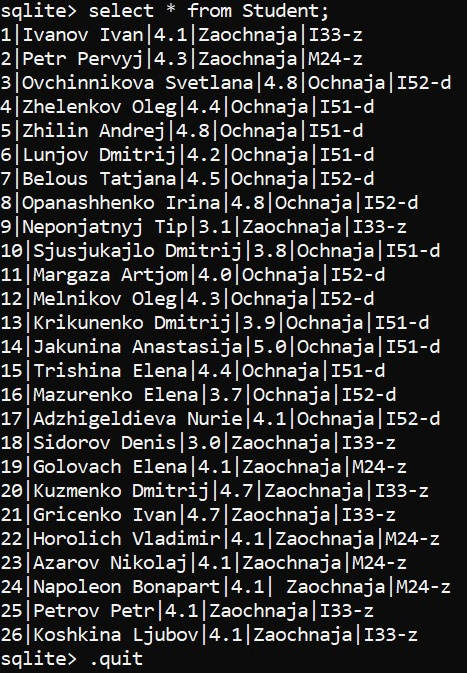 sqlite> select * from Student;
1|Ivanov Ivan|4.1|Zaochnaja|I33-z
2|Petr Pervyj|4.3|Zaochnaja|M24-z
3|Ovchinnikova Svetlana|4.8|Ochnaja|I52-d
4|Zhelenkov Oleg|4.4|Ochnaja|I51-d
5|Zhilin Andrej|4.8|Ochnaja|I51-d
6|Lunjov Dmitrij|4.2|Ochnaja|I51-d
7|Belous Tatjana|4.5|Ochnaja|I52-d
8|Opanashhenko Irina|4.8|Ochnaja|I52-d
9|Neponjatnyj Tip|3.1|Zaochnaja|I33-z
10|Sjusjukajlo Dmitrij|3.8|Ochnaja|I51-d
11|Margaza Artjom|4.0|Ochnaja|I52-d
12|Melnikov Oleg|4.3|Ochnaja|I52-d
13|Krikunenko Dmitrij|3.9|Ochnaja|I51-d
14|Jakunina Anastasija|5.0|Ochnaja|I51-d
15|Trishina Elena|4.4|Ochnaja|I51-d
16|Mazurenko Elena|3.7|Ochnaja|I52-d
17|Adzhigeldieva Nurie|4.1|Ochnaja|I52-d
18|Sidorov Denis|3.0|Zaochnaja|I33-z
19|Golovach Elena|4.1|Zaochnaja|M24-z
20|Kuzmenko Dmitrij|4.7|Zaochnaja|I33-z
21|Gricenko Ivan|4.7|Zaochnaja|I33-z
22|Horolich Vladimir|4.1|Zaochnaja|M24-z
23|Azarov Nikolaj|4.1|Zaochnaja|M24-z
24|Napoleon Bonapart|4.1| Zaochnaja|M24-z
25|Petrov Petr|4.1|Zaochnaja|I33-z
26|Koshkina Ljubov|4.1|Zaochnaja|I33-z
sqlite> .quit